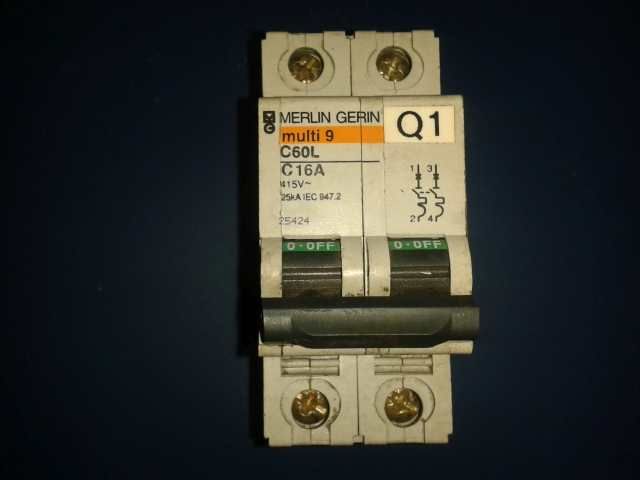 MERLIN GERIN
multi 9
C60L
C16A
415V~
25kA IEC 947.2
25424
Q1
1 3
2 4
0·OFF 0·OFF